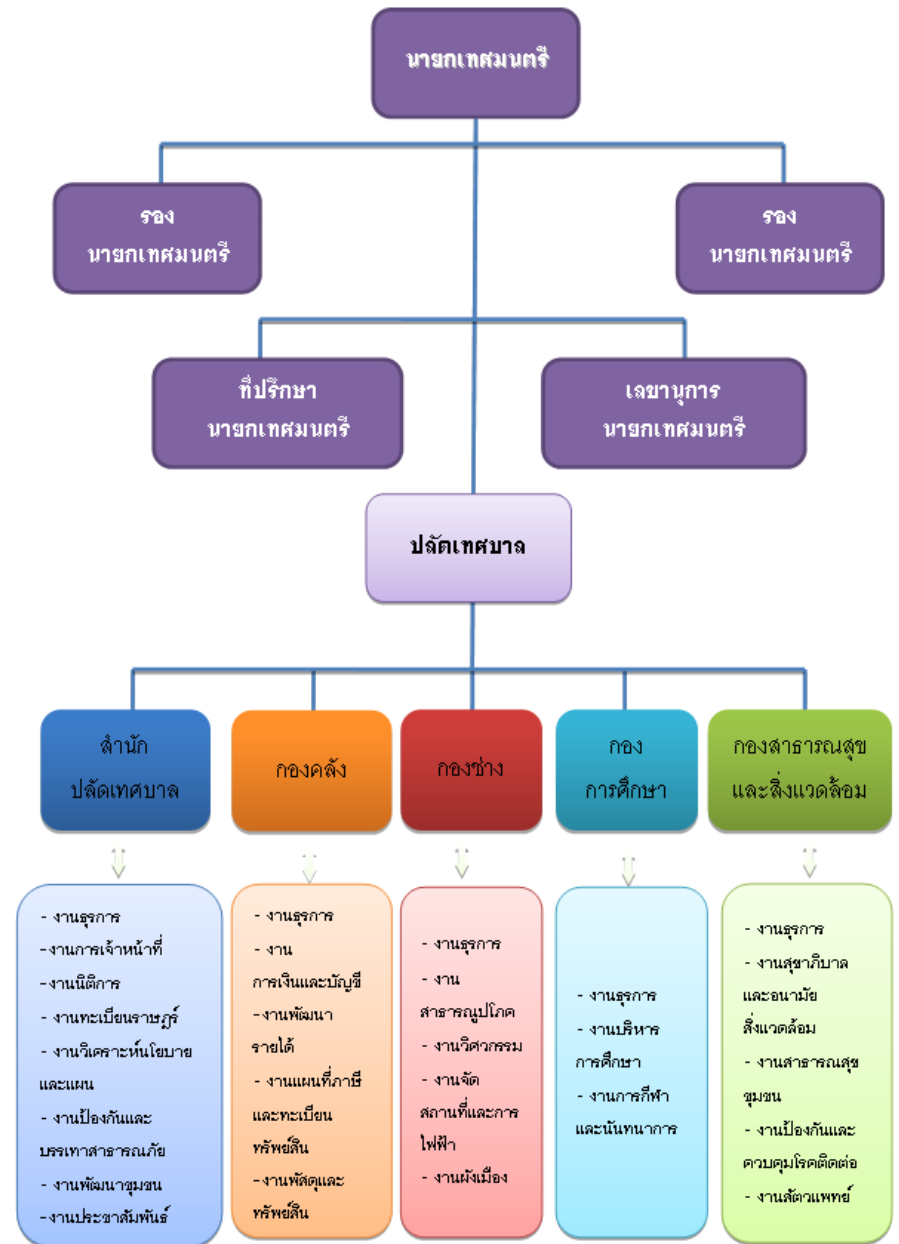 นายกเทศมนตรี
รอง
นายกเทศมนตรี
รอง
นายกเทศมนตรี
ที่ปรึกษา
นายกเทศมนตรี
เลขานุการ
นายกเทศมนตรี
ปลัดเทศบาล
สำนัก
ปลัดเทศบาล
กองคลัง
กองช่าง
กอง
การศึกษา
กองสาธารณสุข
และสิ่งแวดล้อม
- งานธุรการ
-งานการเจ้าหน้าที่
-งานนิติการ
- งานทะเบียนราษฎร์
- งานวิเคราะห์นโยบาย
และแผน
- งานป้องกันและ
บรรเทาสาธารณภัย
- งานพัฒนาชุมชน
-งานประชาสัมพันธ์
- งานธุรการ
- งาน
การเงินและบัญชี
-งานพัฒนา
รายได้
- งานแผนที่ภาษี
และทะเบียน
ทรัพย์สิน
-งานพัสดุและ
ทรัพย์สิน
- งานธุรการ
- งาน
สาธารณูปโภค
-งานวิศวกรรม
- งานจัด
สถานที่และการ
ไฟฟ้า
- งานผังเมือง
- งานธุรการ
- งานบริหาร
การศึกษา
- งานการกีฬา
และนันทนาการ
- งานธุรการ
- งานสุขาภิบาล
และอนามัย
สิ่งแวดล้อม
- งานสาธารณสุข
ชุมชน
- งานป้องกันและ
ควบคุมโรคติดต่อ
- งานสัตวแพทย์